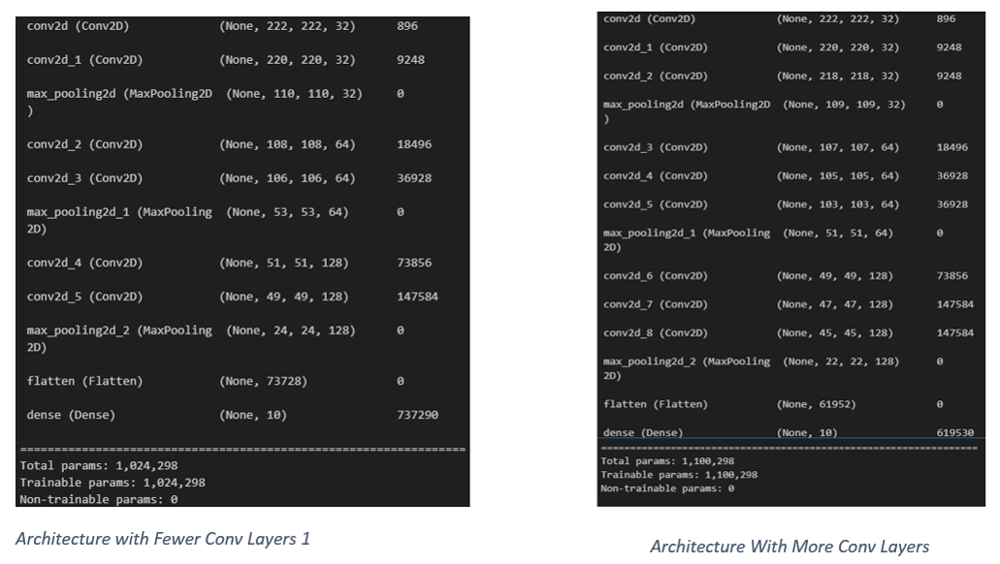 conv2d (Conv2D) (None, 222, 222, 32) 896
conv2d_1 (Conv2D) (None, 220, 220, 32) 9248
max_pooling2d (MaxPooling2D (None, 110, 110, 32) 0
)
conv2d_2 (Conv2D) (None, 108, 108, 64) 18496
conv2d_3 (Conv2D) (None, 106, 106, 64) 36928
max_pooling2d_1 (MaxPooling (None, 53, 53, 64) 0
2D)
conv2d_4 (Conv2D) (None, 51, 51, 128) 73856
conv2d_5 (Conv2D) (None, 49, 49, 128) 147584
max_pooling2d_2 (MaxPooling (None, 24, 24, 128) 0
2D)
flatten (Flatten) (None, 73728) 0
dense (Dense) (None, 10) 737290
=================================================================
Total params: 1,024,298
Trainable params: 1,024,298
Non-trainable params: 0
Architecture with Fewer Conv Layers 1
conv2d (Conv2D) (None, 222, 222, 32) 896
conv2d_1 (Conv2D) (None, 220, 220, 32) 9248
conv2d_2 (Conv2D) (None, 218, 218, 32) 9248
max_pooling2d (MaxPooling2D (None, 109, 109, 32) 0
)
conv2d_3 (Conv2D) (None, 107, 107, 64) 18496
conv2d_4 (Conv2D) (None, 105, 105, 64) 36928
conv2d_5 (Conv2D) (None, 103, 103, 64) 36928
max_pooling2d_1 (MaxPooling (None, 51, 51, 64) 0
2D)
conv2d_6 (Conv2D) (None, 49, 49, 128) 73856
conv2d_7 (Conv2D) (None, 47, 47, 128) 147584
conv2d_8 (Conv2D) (None, 45, 45, 128) 147584
max_pooling2d_2 (MaxPooling (None, 22, 22, 128) 0
2D)
flatten (Flatten) (None, 61952) 0
dense (Dense) (None, 10) 619530
=================================================================
Total params: 1,100,298
Trainable params: 1,100,298
Non-trainable params: 0
Architecture With More Conv Layers